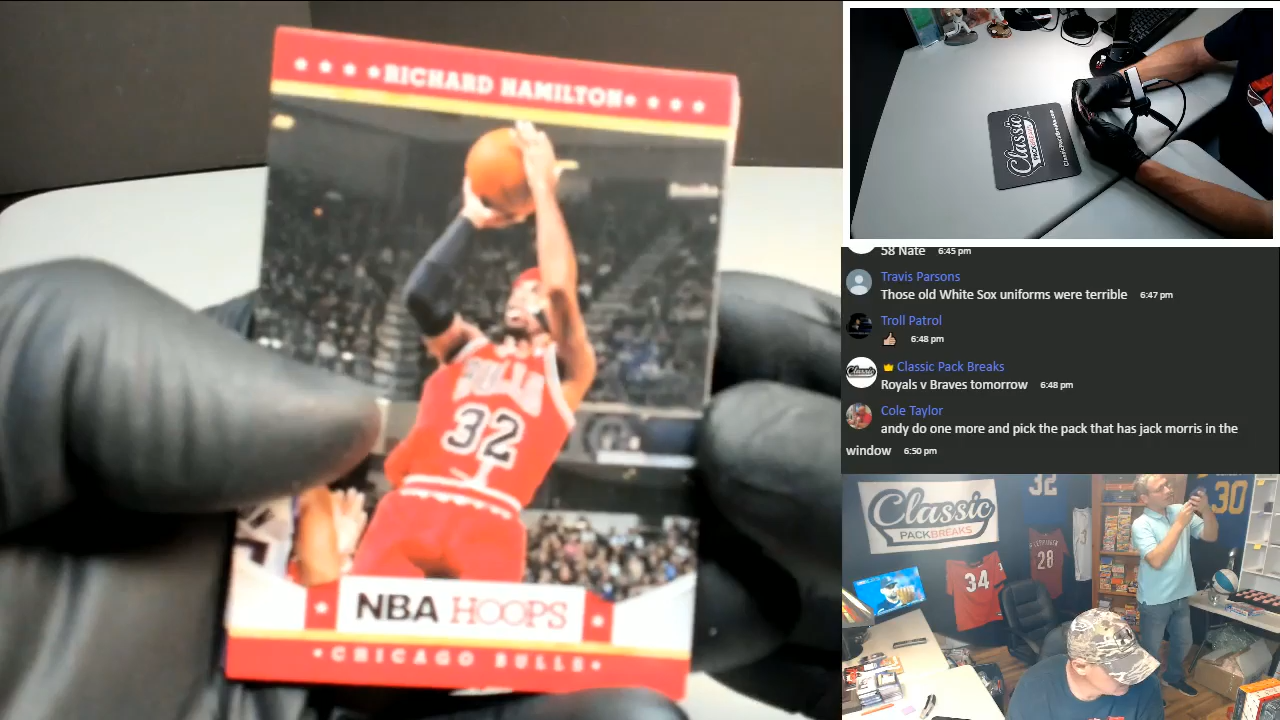 RICHARD HAMILTON
BULLS
32
NBA HOOPS
CHICAGO BULLS
Classic
58 Nate 6:45 pm
Travis Parsons
Those old White Sox uniforms were terrible 6:47 pm
Troll Patrol
6:48 pm
Classic Pack Breaks
Royals v Braves tomorrow 6:48 pm
Cole Taylor
andy do one more and pick the pack that has jack morris in the
window 6:50 pm
Classic
PACKBREAKS
32
30
34
28